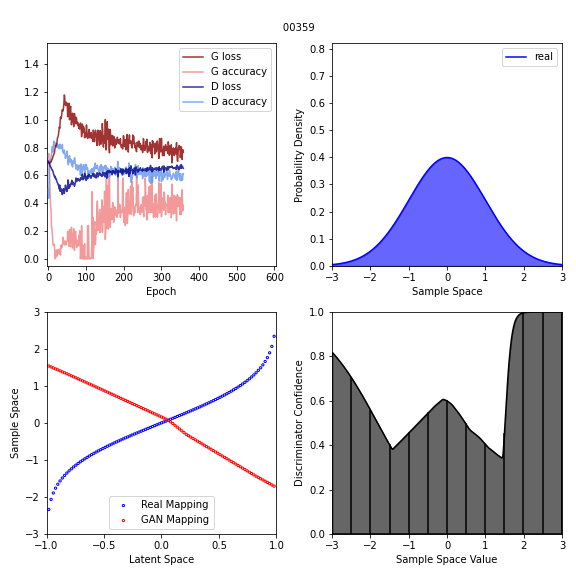 00359
G loss
G accuracy
D loss
D accuracy
1.4
1.2
1.0
0.8
0.6
0.4
0.2
0.0
0 100 200 300 400 500 600
Epoch
real
Probability Density
0.8
0.7
0.6
0.5
0.4
0.3
0.2
0.1
0.0
−3 −2 −1 0 1 2 3
Sample Space
Sample Space
3
2
1
0
−1
−2
−3
Real Mapping
GAN Mapping
−1.0 −0.5 0.0 0.5 1.0
Latent Space
Discriminator Confidence
1.0
0.8
0.6
0.4
0.2
0.0
−3 −2 −1 0 1 2 3
Sample Space Value